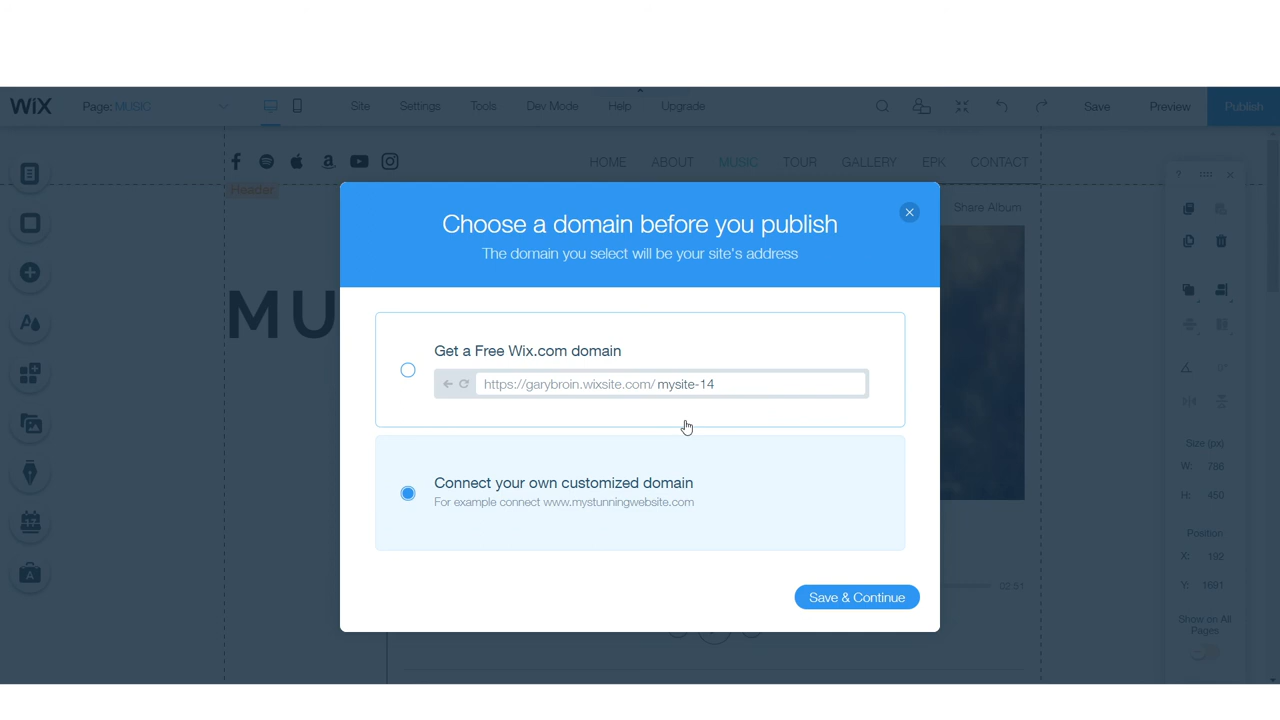 WiX Page: MUSIC Site Settings Tools Dev Mode Help Upgrade Save Preview Publish
HOME ABOUT MUSIC TOUR GALLERY EPK CONTACT
Header
Share Album
Choose a domain before you publish
The domain you select will be your site's address
MU
Get a Free Wix.com domain
https://garybroin.wixsite.com/ mysite-14
Connect your own customized domain
For example connect www.mystunningwebsite.com
Save & Continue
02:51
Size (px)
W: 786
H: 450
Position
X: 192
Y: 1691
Show on All
Pages